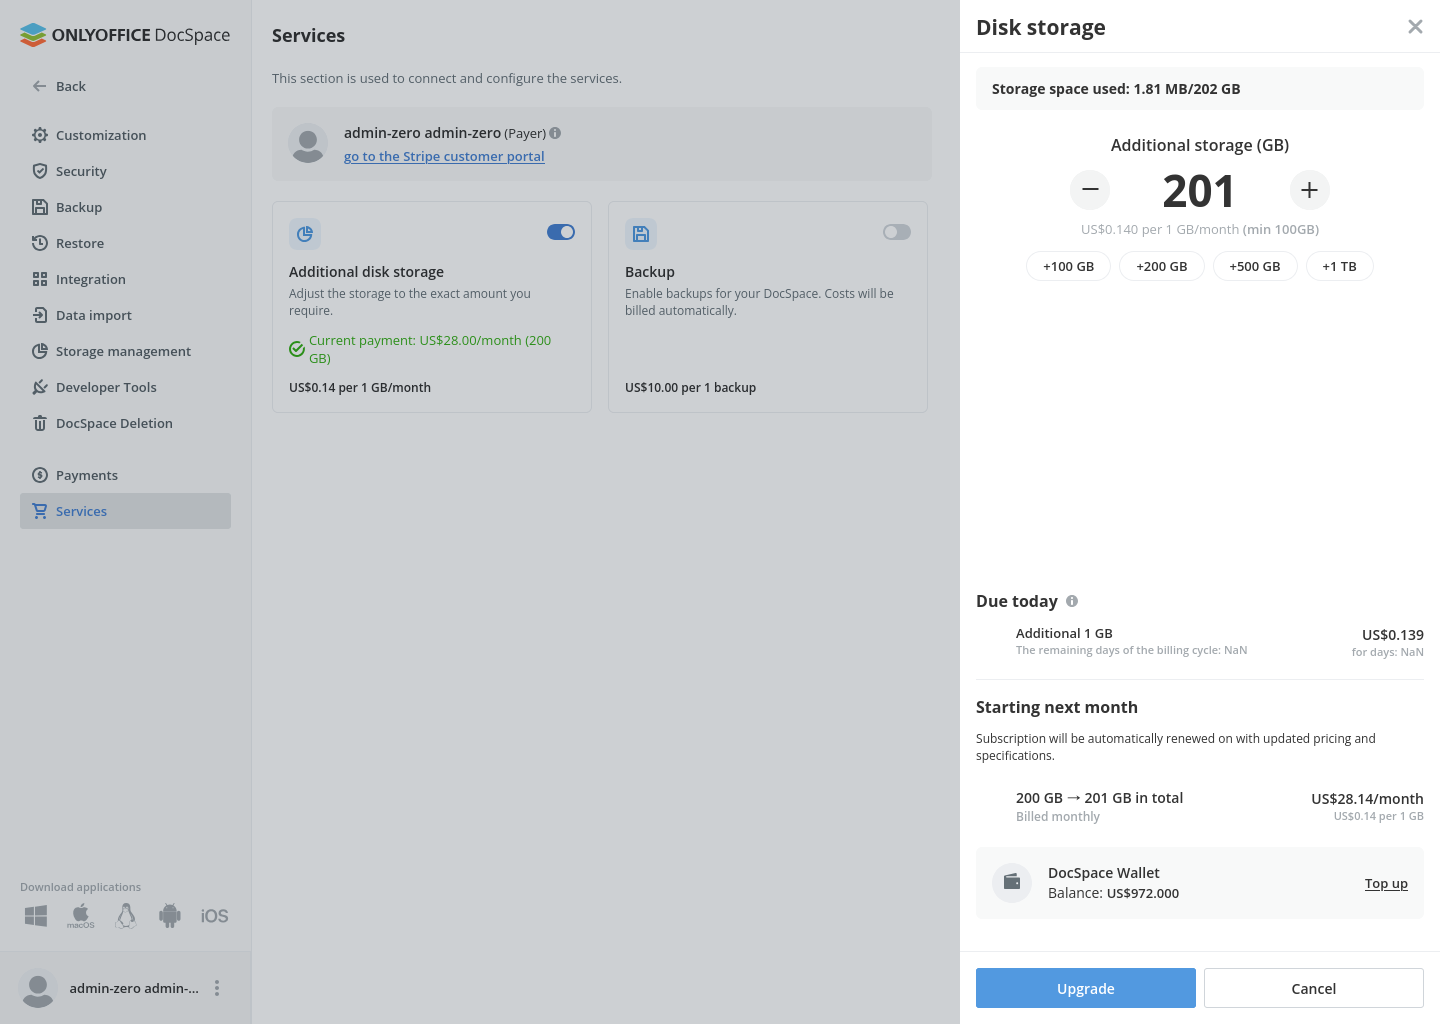 ONLYOFFICE DocSpace
Back
Customization
Security
Backup
Restore
Integration
Data import
Storage management
Developer Tools
DocSpace Deletion
Payments
Services
Download applications
macOS
iOS
admin-zero admin-...
Services
This section is used to connect and configure the services.
admin-zero admin-zero (Payer)
go to the Stripe customer portal
Additional disk storage
Adjust the storage to the exact amount you
require.
Current payment: US$28.00/month (200
GB)
US$0.14 per 1 GB/month
Backup
Enable backups for your DocSpace. Costs will be
billed automatically.
US$10.00 per 1 backup
Disk storage
Storage space used: 1.81 MB/202 GB
Additional storage (GB)
201
US$0.140 per 1 GB/month (min 100GB)
+100 GB
+200 GB
+500 GB
+1 TB
Due today
Additional 1 GB
US$0.139
The remaining days of the billing cycle: NaN
for days: NaN
Starting next month
Subscription will be automatically renewed on with updated pricing and
specifications.
200 GB → 201 GB in total
US$28.14/month
Billed monthly
US$0.14 per 1 GB
DocSpace Wallet
Balance: US$972.000
Top up
Upgrade
Cancel